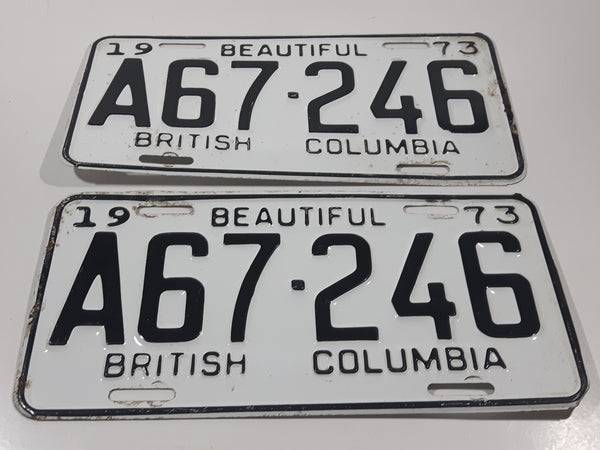 19 BEAUTIFUL 73
A67·246
BRITISH COLUMBIA
19 BEAUTIFUL 73
A67·246
BRITISH COLUMBIA